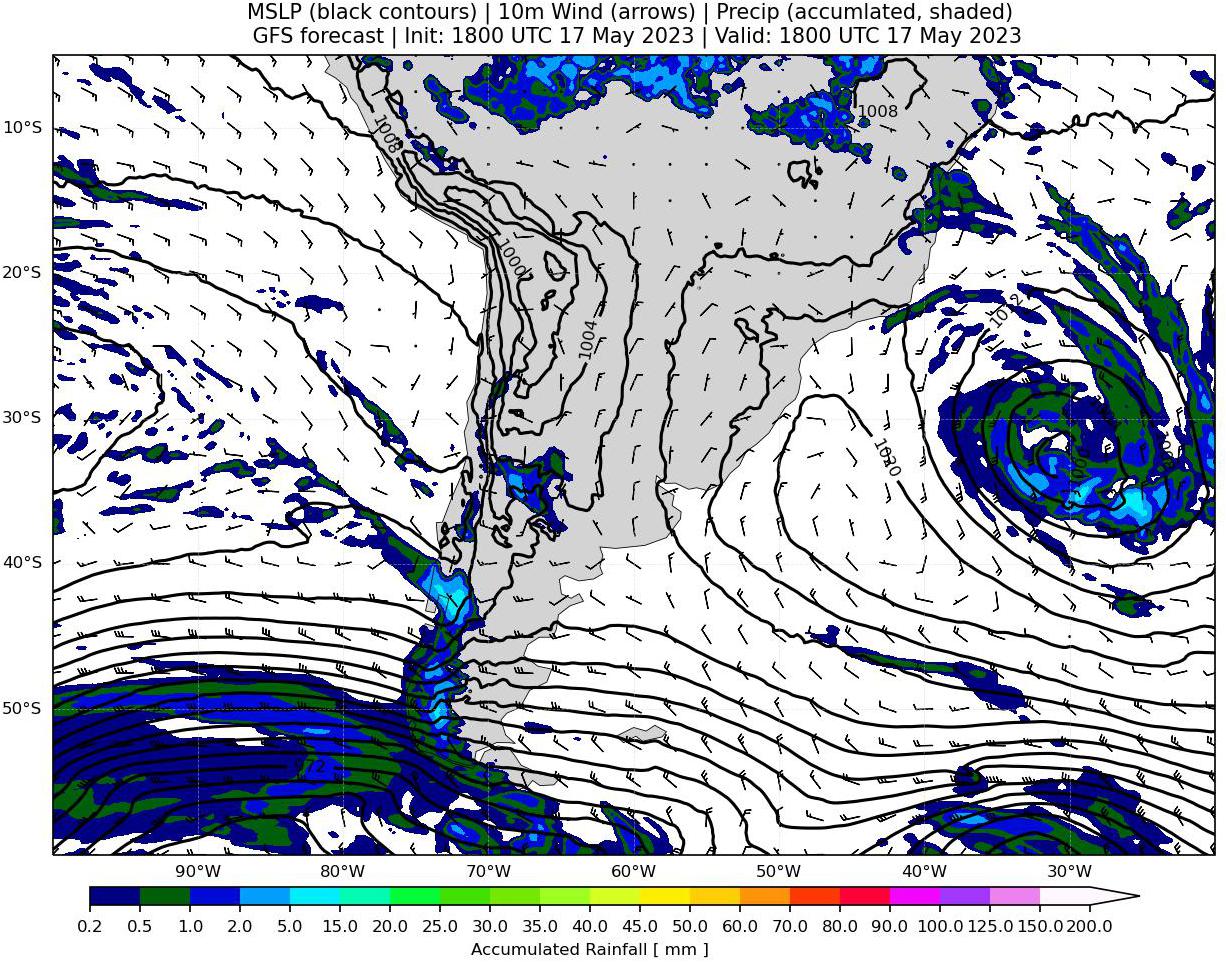 MSLP (black contours) | 10m Wind (arrows) | Precip (accumlated, shaded)
GFS forecast | Init: 1800 UTC 17 May 2023 | Valid: 1800 UTC 17 May 2023
1008
1008
10°S
1000
20°S
1012
1004
30°S
1020
40°S
50°S
972
90°W 80°W 70°W 60°W 50°W 40°W 30°W
0.2 0.5 1.0 2.0 5.0 10.0 15.0 20.0 25.0 30.0 35.0 40.0 45.0 50.0 60.0 70.0 80.0 90.0 100.0 125.0 150.0 200.0
Accumulated Rainfall [ mm ]